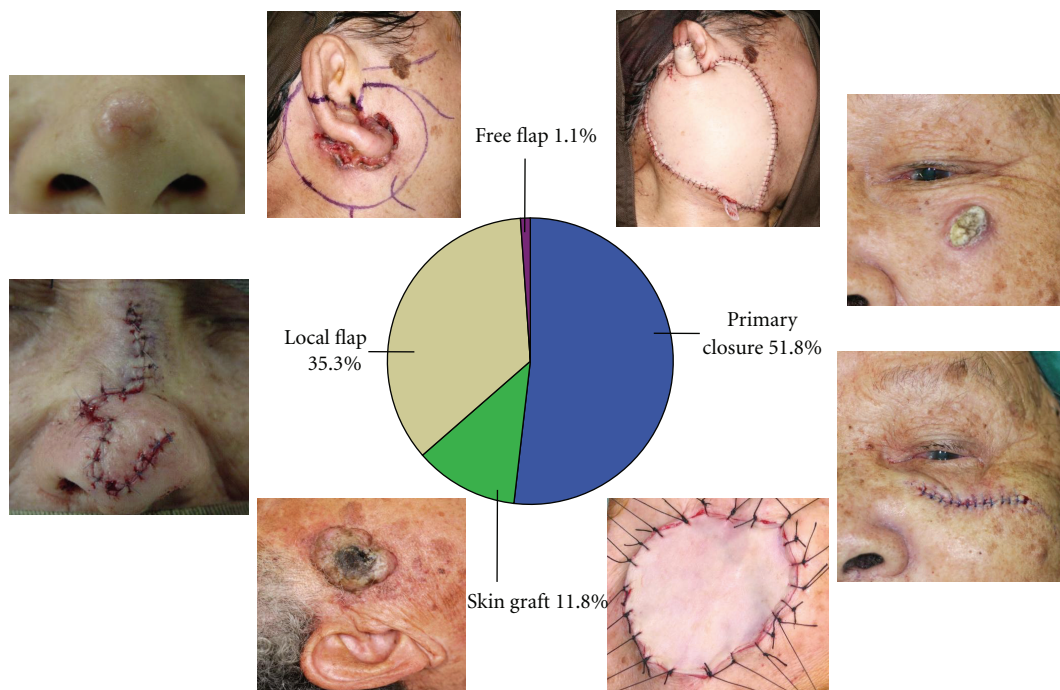 Free flap 1.1%
Primary
closure 51.8%
Local flap
35.3%
Skin graft 11.8%